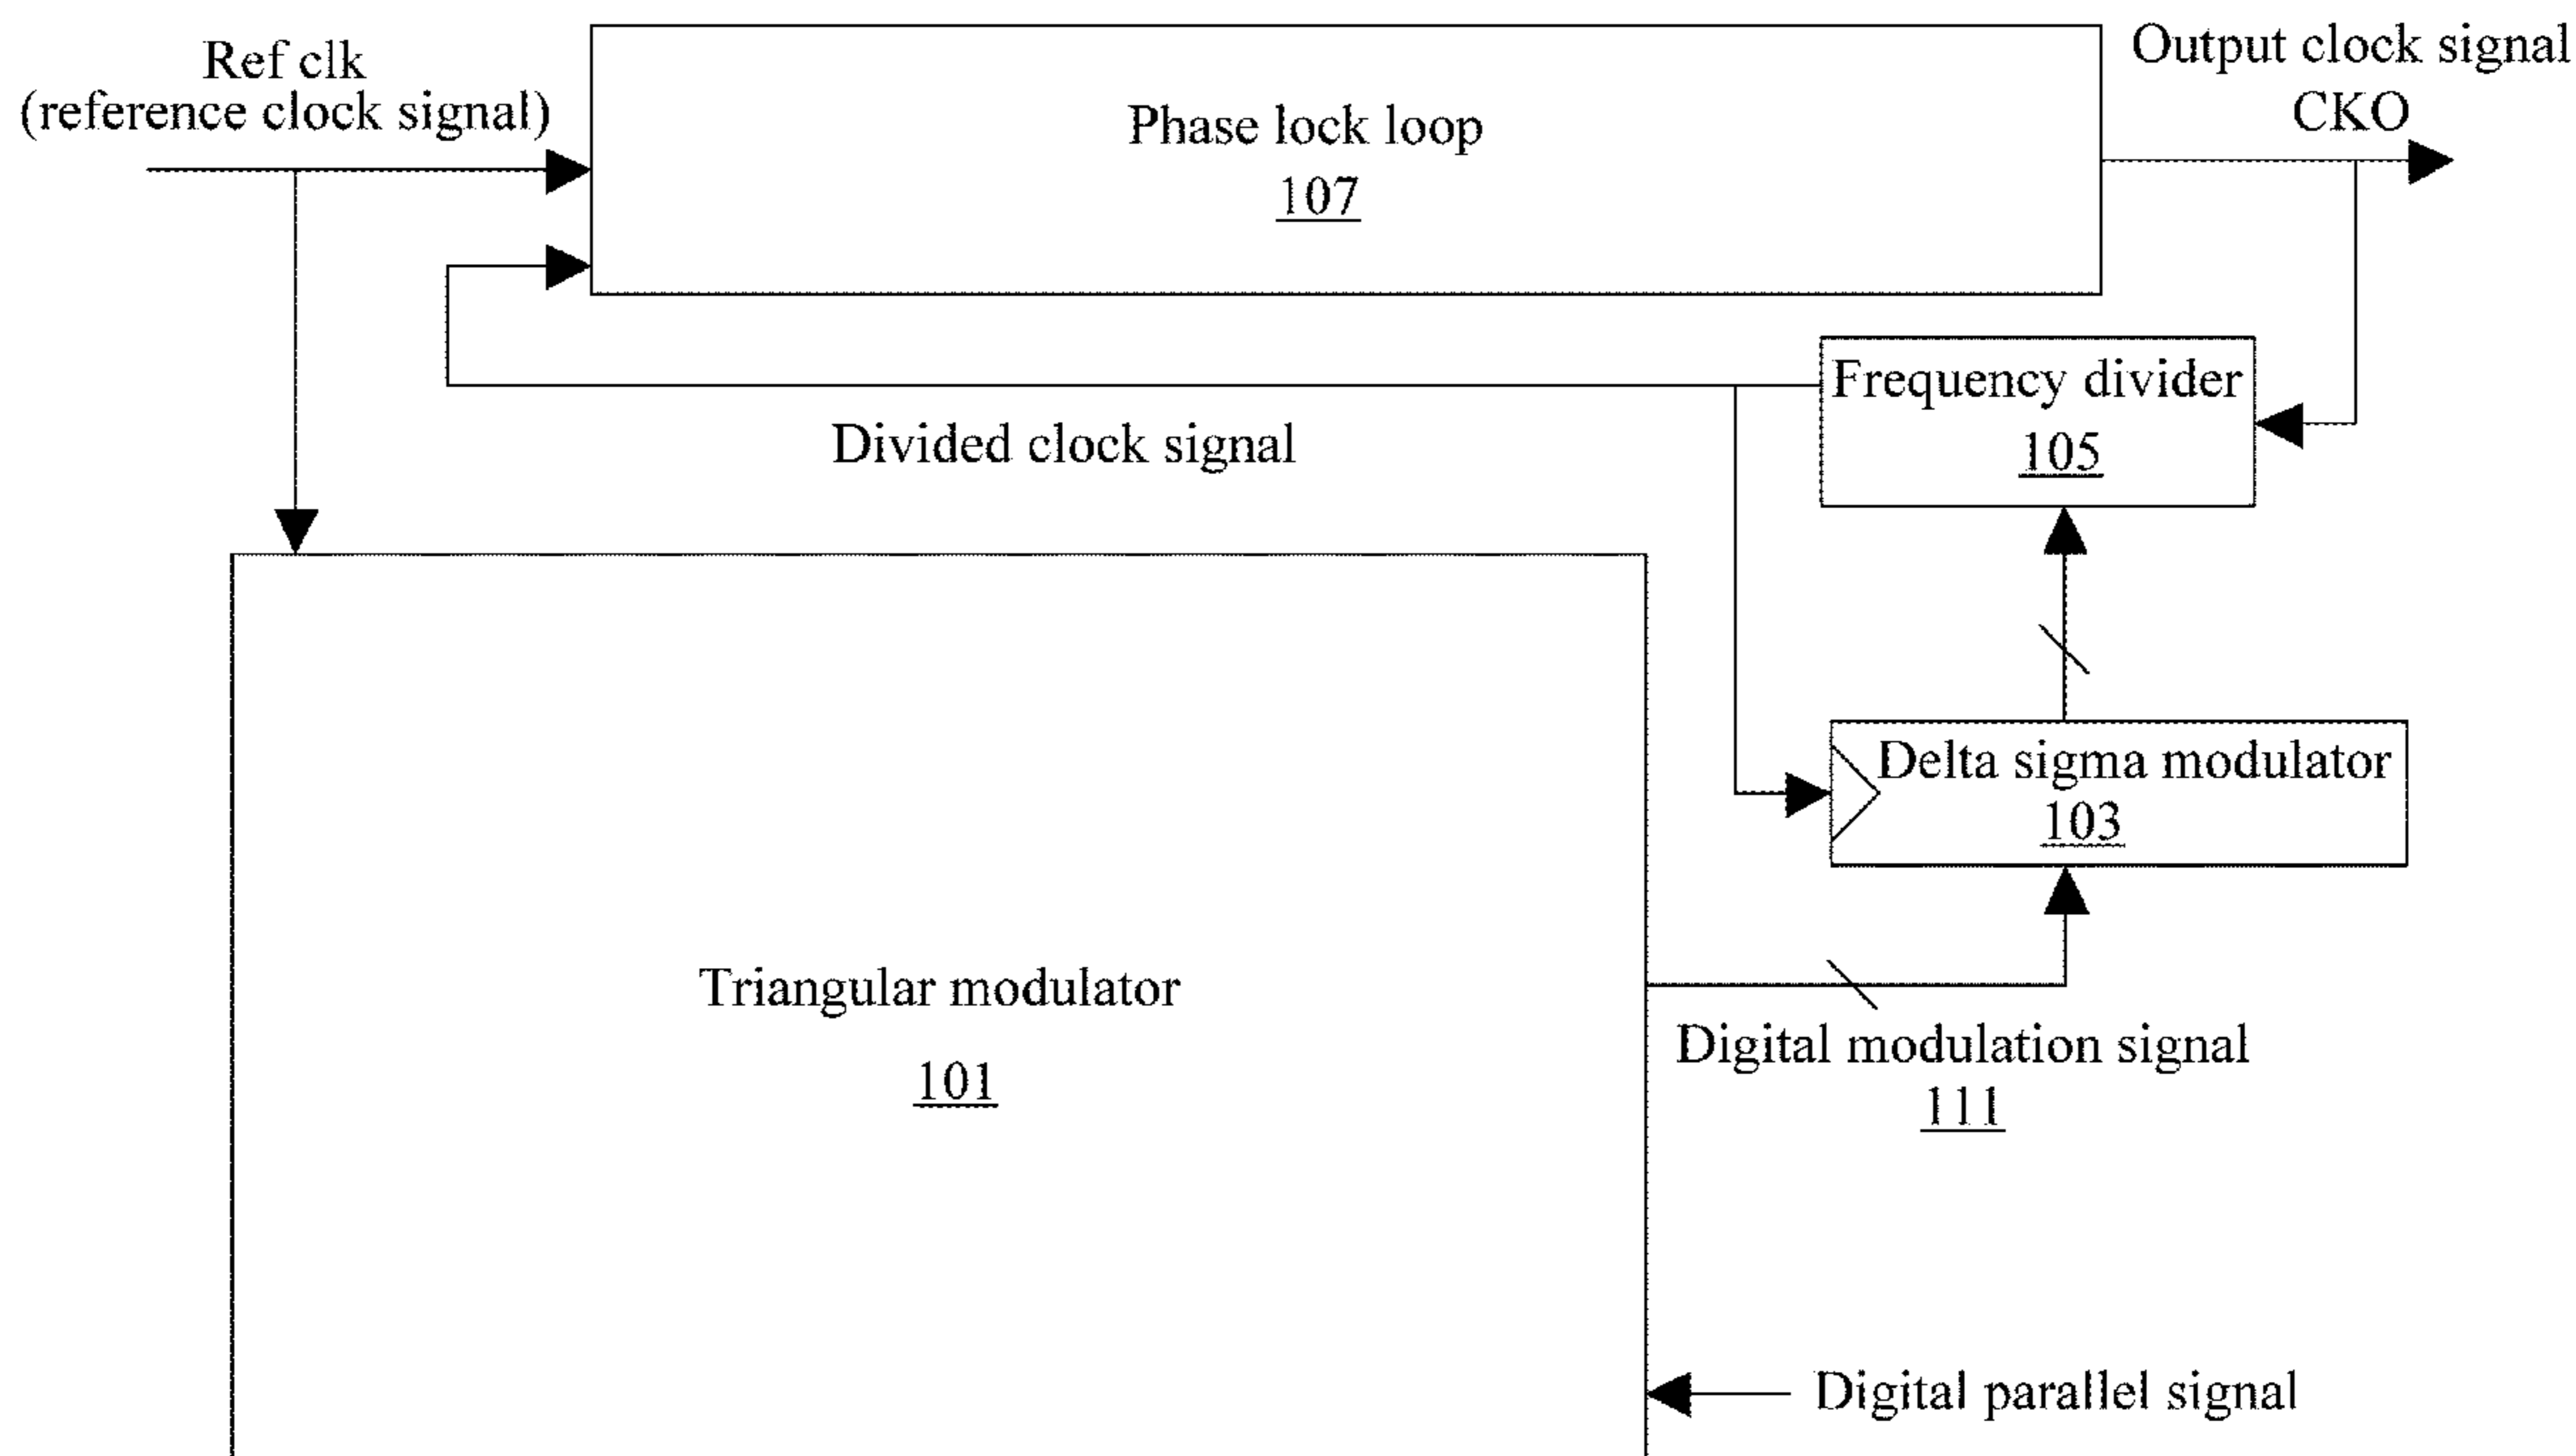 Ref clk
(reference clock signal)
Phase lock loop
107
Output clock signal
CKO
Frequency divider
105
Divided clock signal
Delta sigma modulator
103
Triangular modulator
101
Digital modulation signal
111
Digital parallel signal